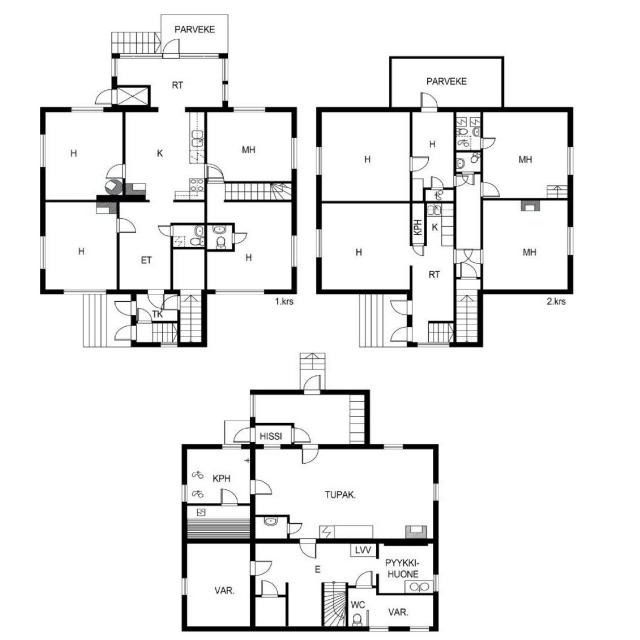 PARVEKE
RT
H
K
MH
H
ET
H
TK
1.krs
PARVEKE
H
H
MH
H
KPH
K
RT
MH
2.krs
HISSI
KPH
TUPAK.
VAR.
E
LVV
PYYKKI-
HUONE
WC
VAR.